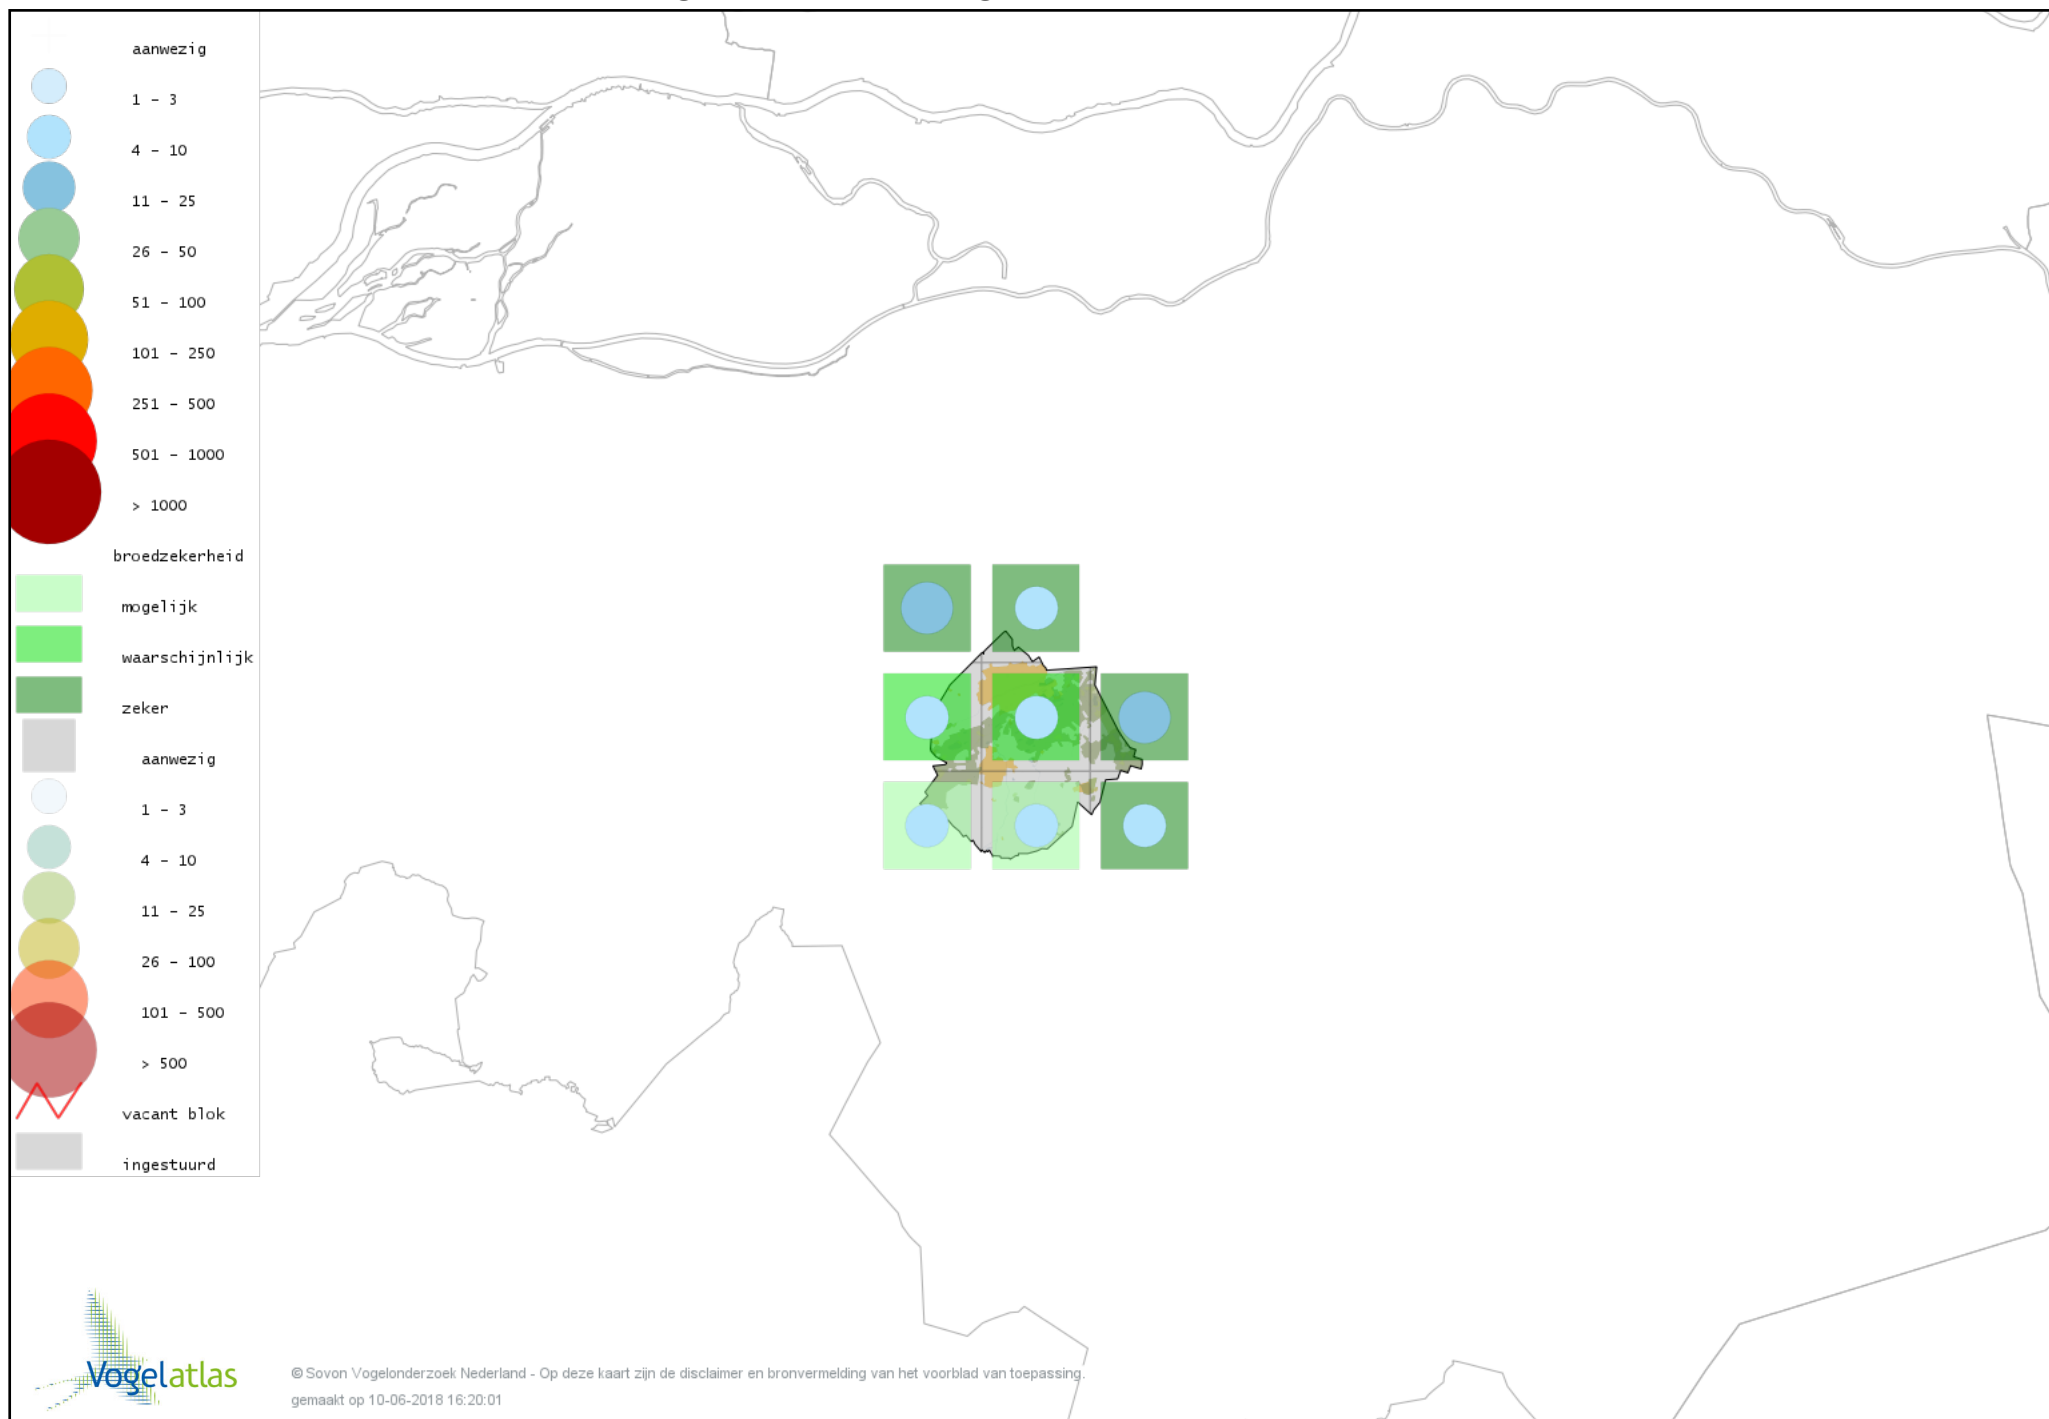 aanwezig
1 - 3
4 - 10
11 - 25
26 - 50
51 - 100
101 - 250
251 - 500
501 - 1000
> 1000
broedzekerheid
mogelijk
waarschijnlijk
zeker
aanwezig
1 - 3
4 - 10
11 - 25
26 - 100
101 - 500
> 500
vacant blok
ingestuurd
Vogelatlas
© Sovon Vogelonderzoek Nederland - Op deze kaart zijn de disclaimer en bronvermelding van het voorblad van toepassing.
gemaakt op 10-06-2018 16:20:01